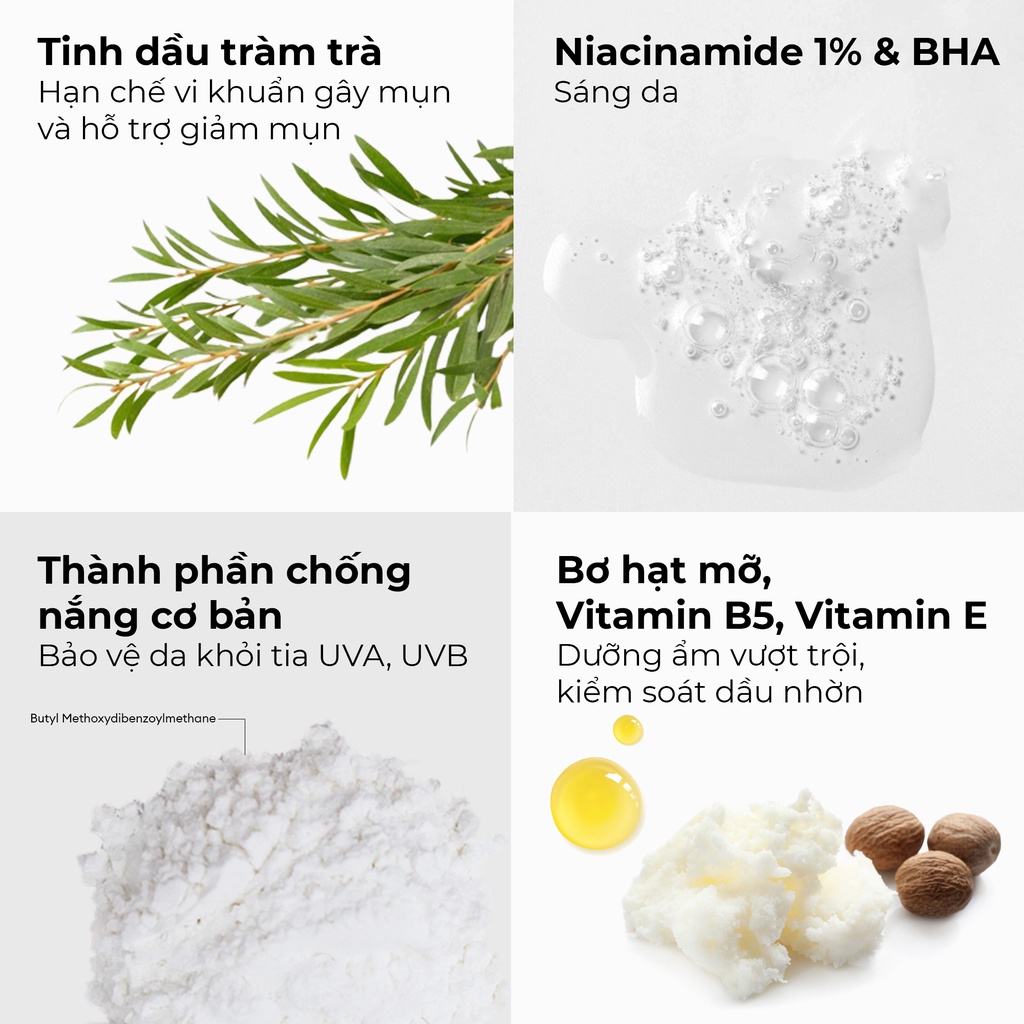 Tinh dầu tràm trà
Hạn chế vi khuẩn gây mụn
và hỗ trợ giảm mụn
Niacinamide 1% & BHA
Sáng da
Thành phần chống
nắng cơ bản
Bảo vệ da khỏi tia UVA, UVB
Butyl Methoxydibenzoylmethane
Bơ hạt mỡ,
Vitamin B5, Vitamin E
Dưỡng ẩm vượt trội,
kiểm soát dầu nhờn